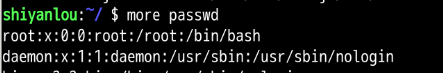 shiyanlou:~/ $ more passwd
root:x:0:0:root:/root:/bin/bash
daemon:x:1:1:daemon:/usr/sbin:/usr/sbin/nologin